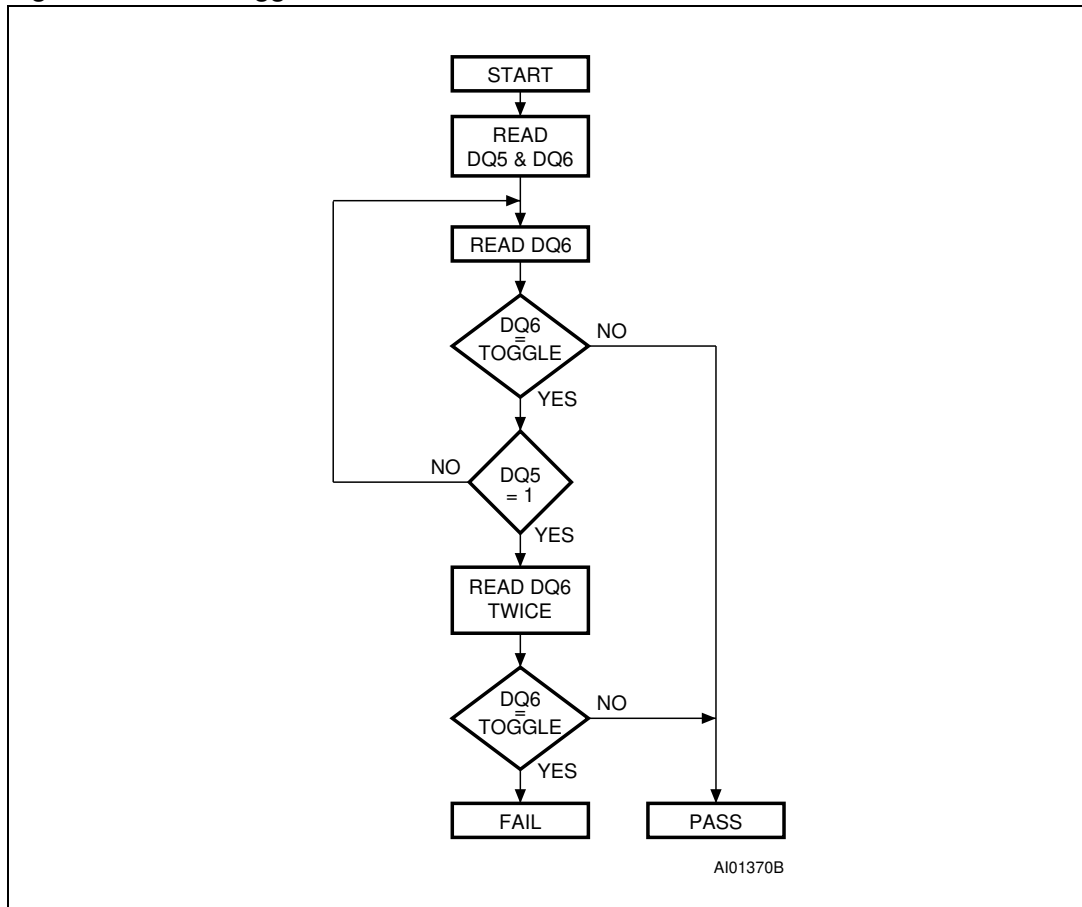 START
READ
DQ5 & DQ6
READ DQ6
DQ6
=
TOGGLE
NO
YES
NO
DQ5
= 1
YES
READ DQ6
TWICE
DQ6
=
TOGGLE
NO
YES
FAIL
PASS
AI01370B